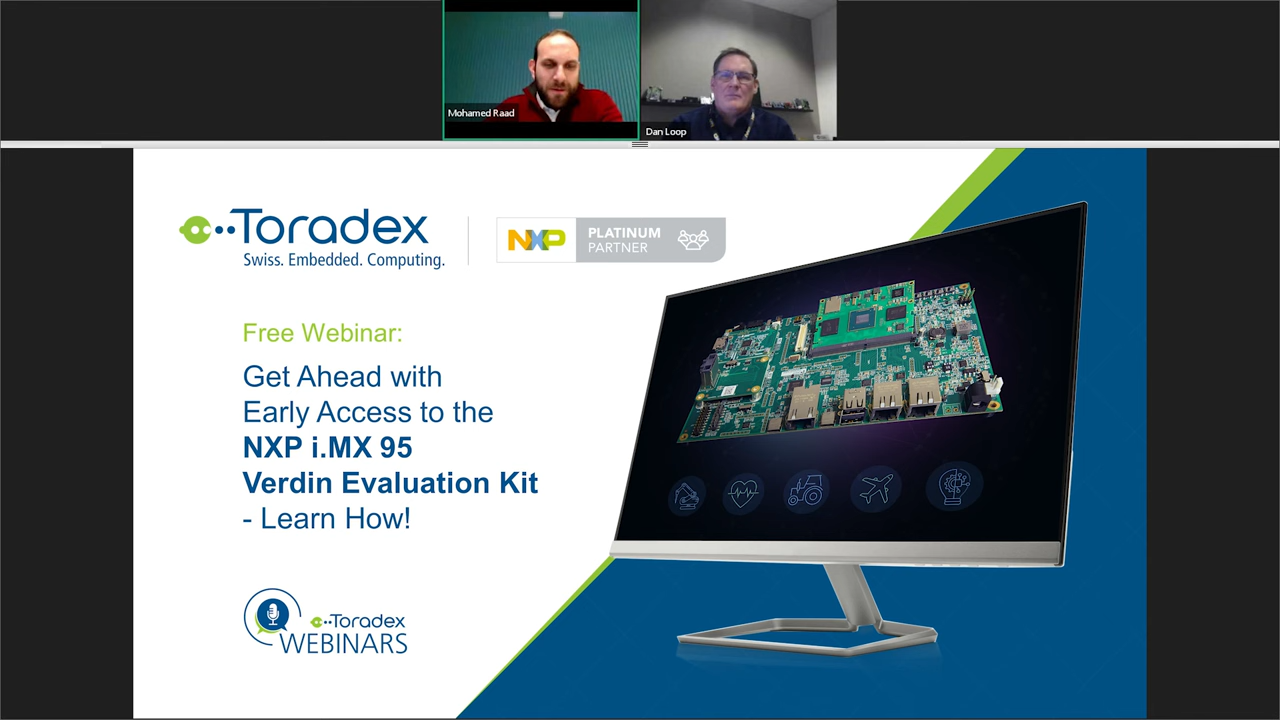 Mohamed Raad
Dan Loop
Toradex
Swiss. Embedded. Computing.
NXP
PLATINUM
PARTNER
Free Webinar:
Get Ahead with
Early Access to the
NXP i.MX 95
Verdin Evaluation Kit
- Learn How!
Toradex
WEBINARS